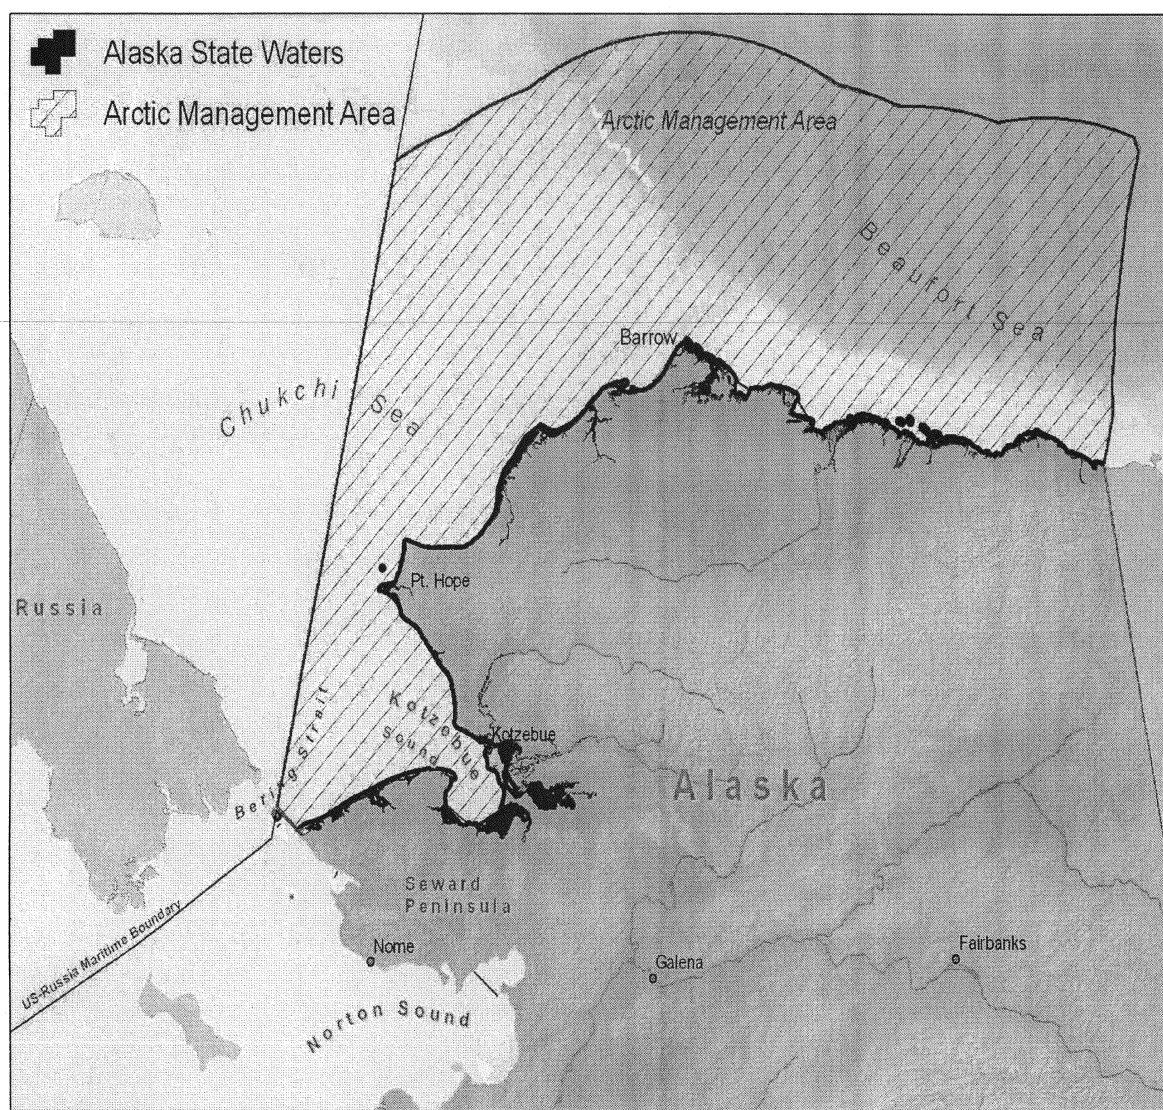 Alaska State Waters
Arctic Management Area
Arctic Management Area
Beaufort Sea
Barrow
Chukchi Sea
Pt. Hope
Russia
Kotzebue
Sound
Kotzebue
Bering Strait
Alaska
Seward
Peninsula
US-Russia Maritime Boundary
Nome
Fairbanks
Galena
Norton Sound